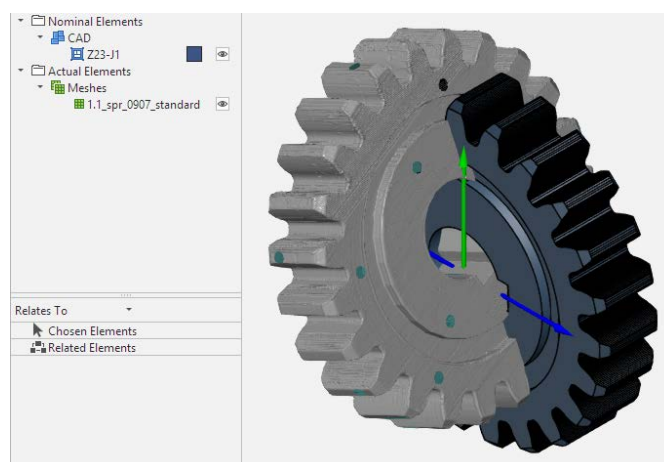 Nominal Elements
CAD
Z23-J1
Actual Elements
Meshes
1.1_spr_0907_standard
Relates To
Chosen Elements
Related Elements